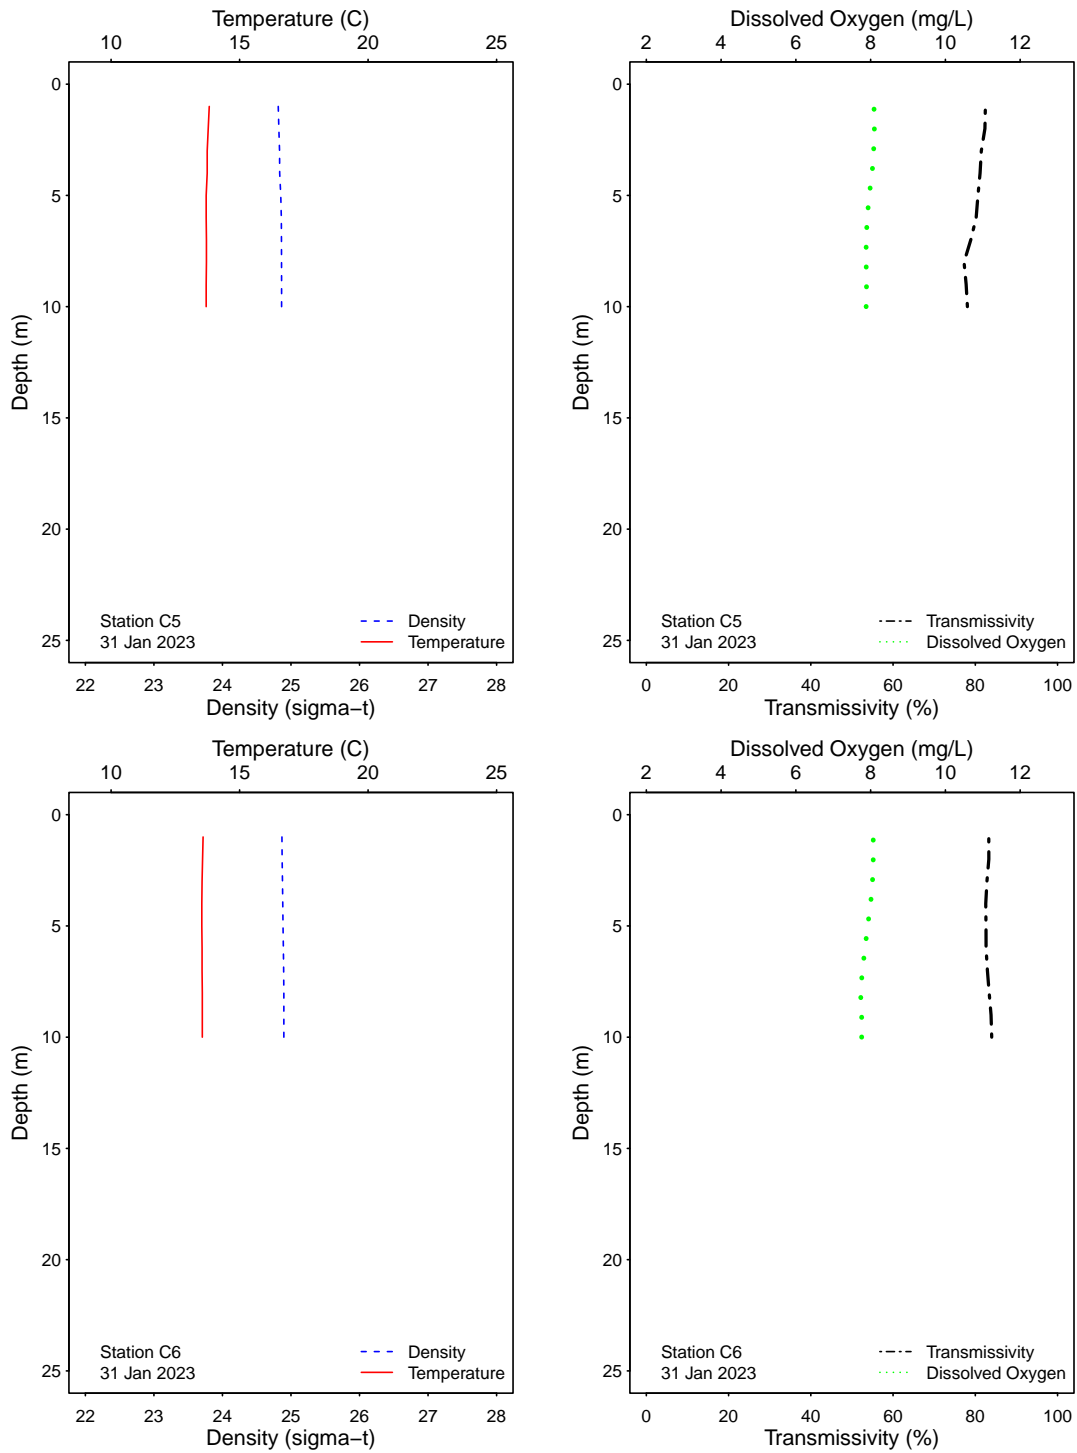 Temperature (C)
10 15 20 25
0
5
10
15
20
25
Depth (m)
Station C5
31 Jan 2023
Density
Temperature
22 23 24 25 26 27 28
Density (sigma−t)
Dissolved Oxygen (mg/L)
2 4 6 8 10 12
0
5
10
15
20
25
Depth (m)
Station C5
31 Jan 2023
Transmissivity
Dissolved Oxygen
0 20 40 60 80 100
Transmissivity (%)
Temperature (C)
10 15 20 25
0
5
10
15
20
25
Depth (m)
Station C6
31 Jan 2023
Density
Temperature
22 23 24 25 26 27 28
Density (sigma−t)
Dissolved Oxygen (mg/L)
2 4 6 8 10 12
0
5
10
15
20
25
Depth (m)
Station C6
31 Jan 2023
Transmissivity
Dissolved Oxygen
0 20 40 60 80 100
Transmissivity (%)